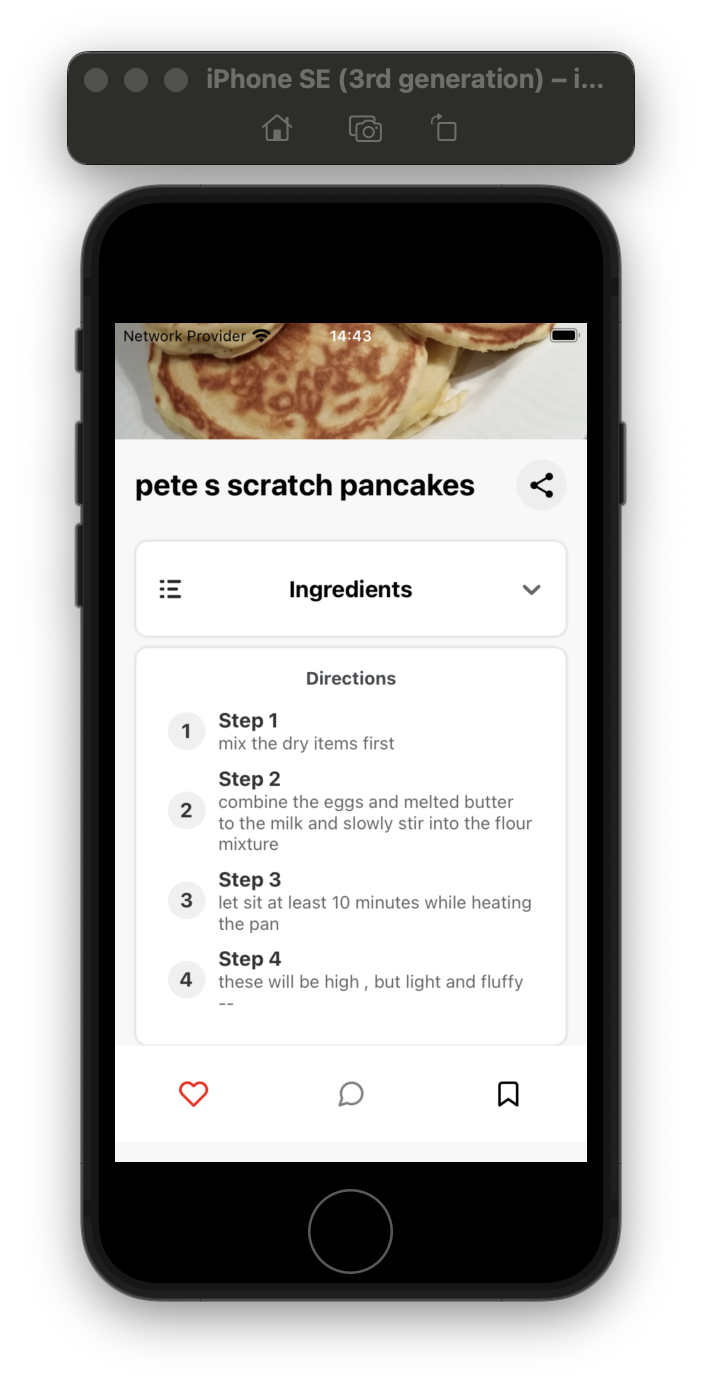 iPhone SE (3rd generation) – i...
Network Provider 14:43
pete s scratch pancakes
Ingredients
Directions
1 Step 1
mix the dry items first
2 Step 2
combine the eggs and melted butter
to the milk and slowly stir into the flour
mixture
3 Step 3
let sit at least 10 minutes while heating
the pan
4 Step 4
these will be high , but light and fluffy
--